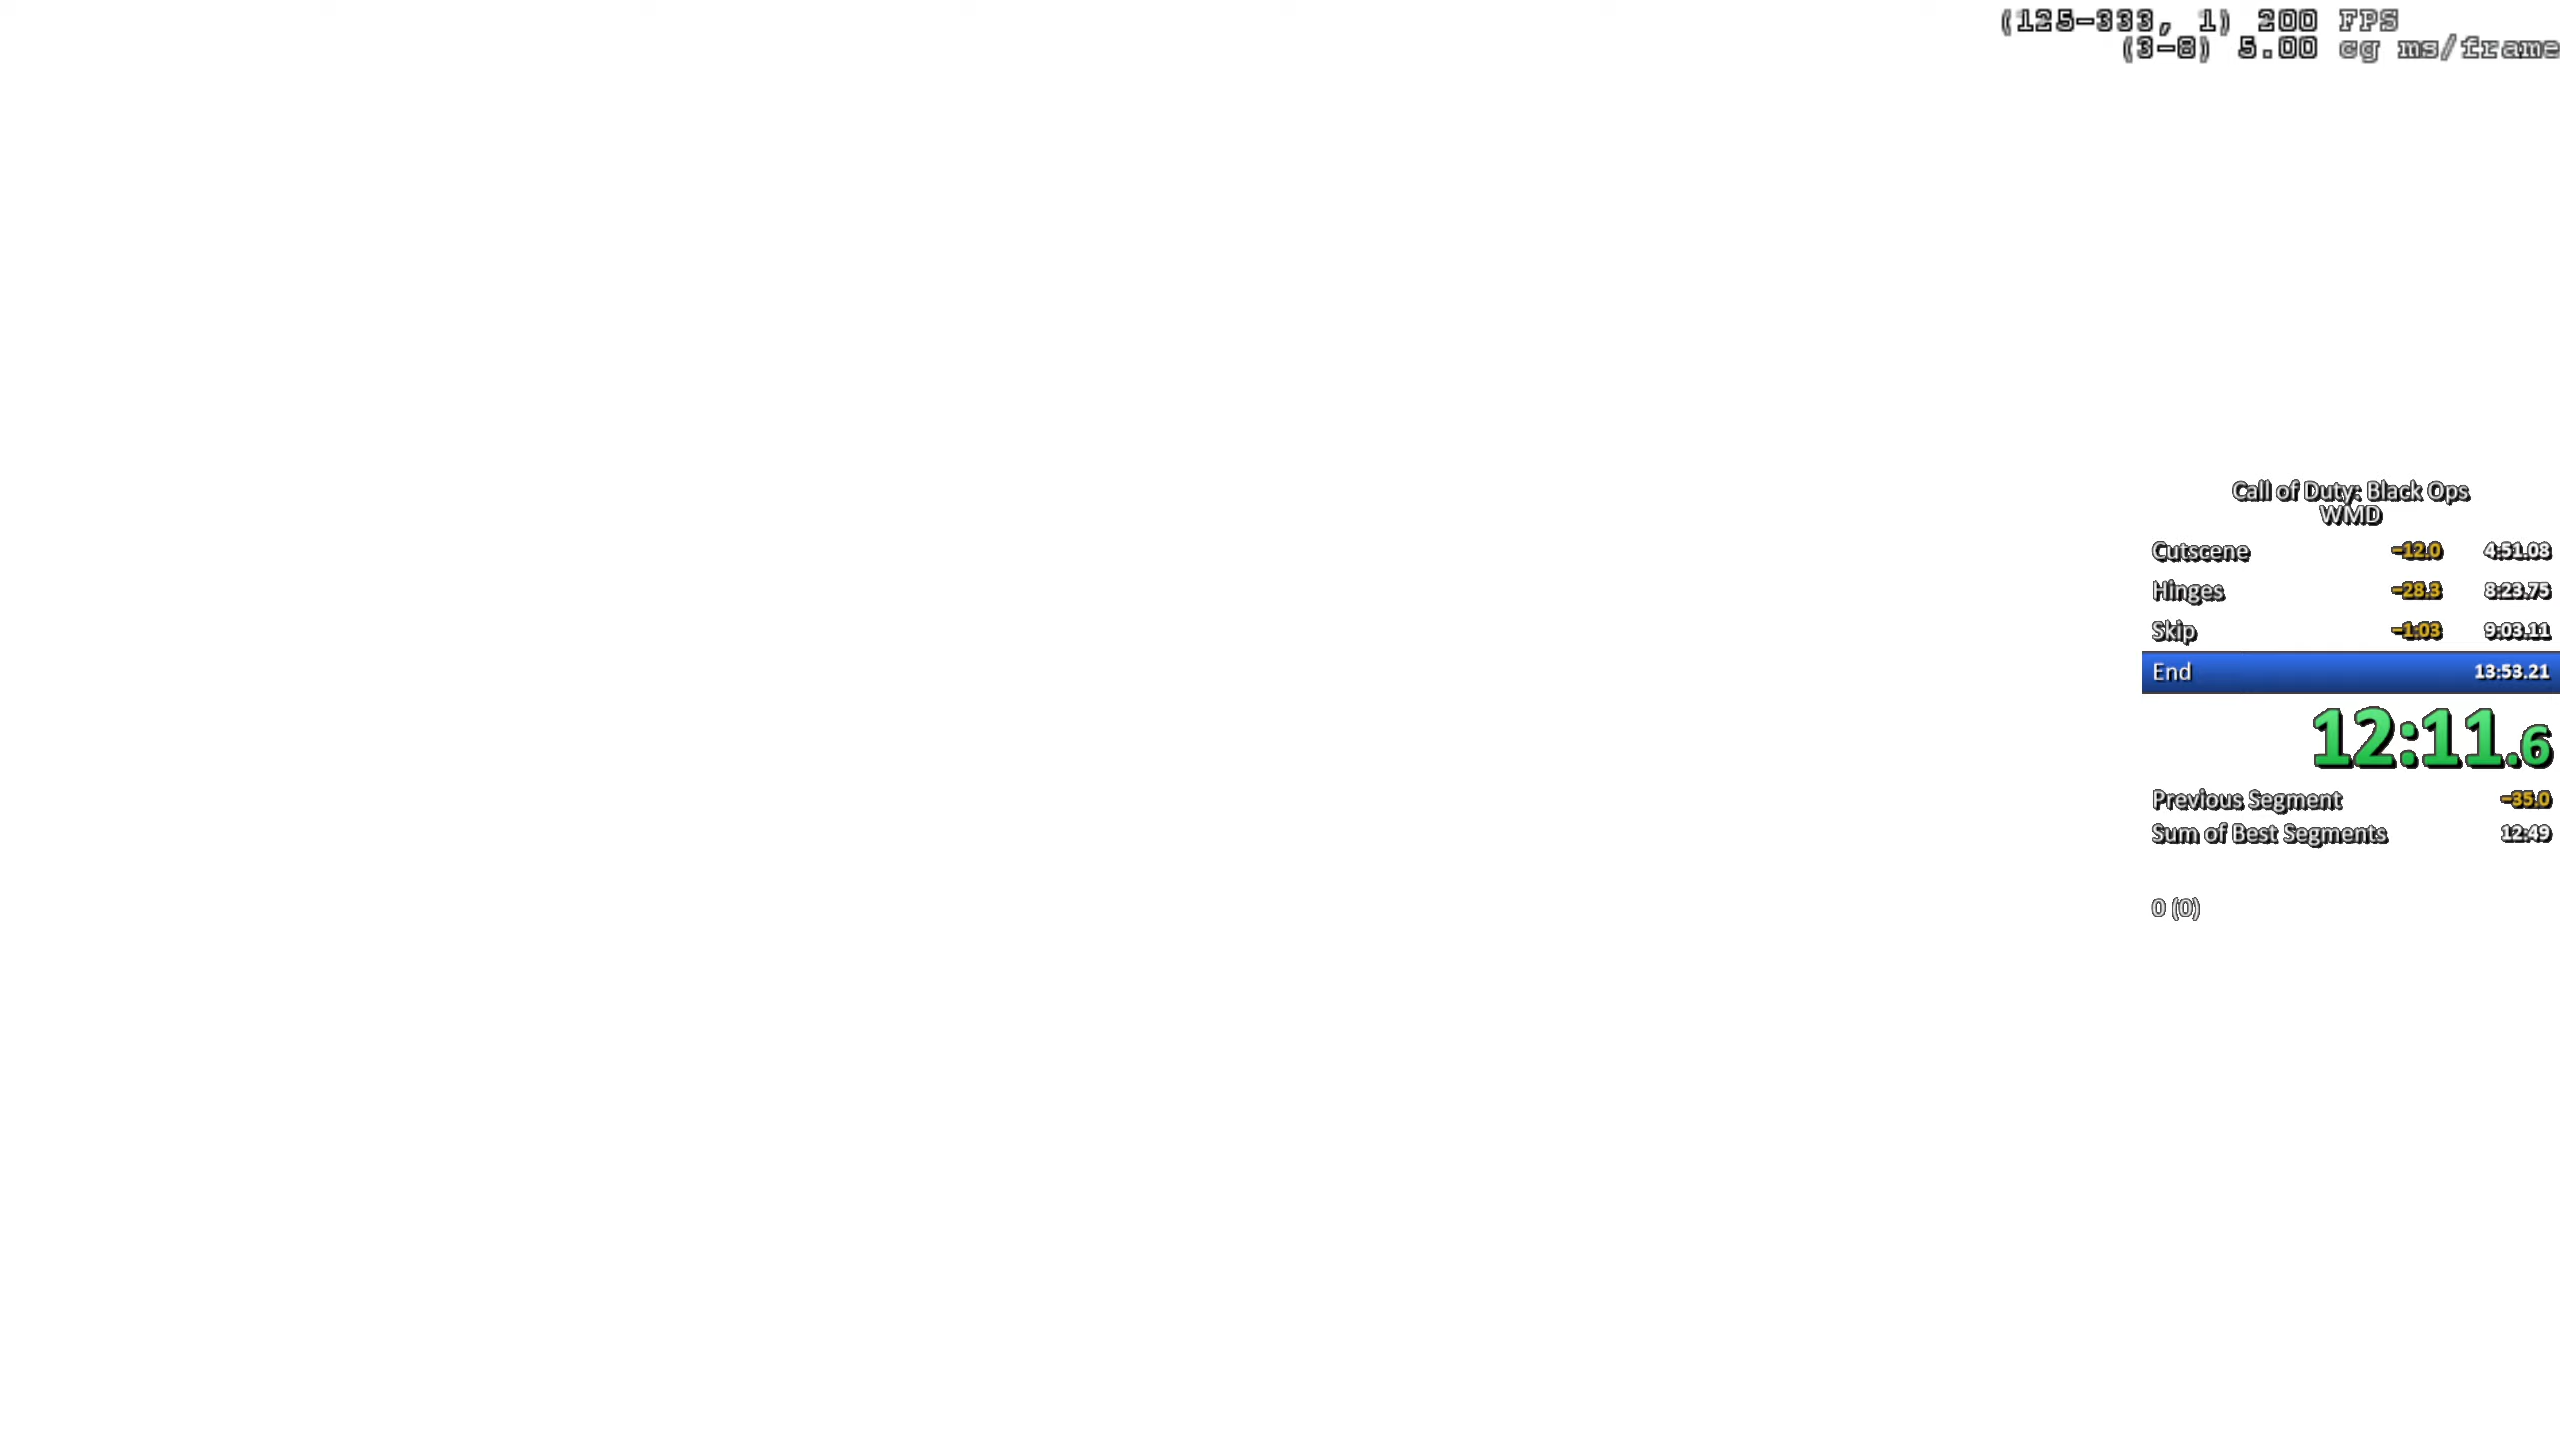 (125-333, 1) 200 FPS
(3-8) 5.00 cg ms/frame
Call of Duty: Black Ops
WMD
Cutscene -12.0 4:51.08
Hinges -28.3 8:23.75
Skip -1:03 9:03.11
End 13:53.21
12:11.6
Previous Segment -35.0
Sum of Best Segments 12:49
0 (0)